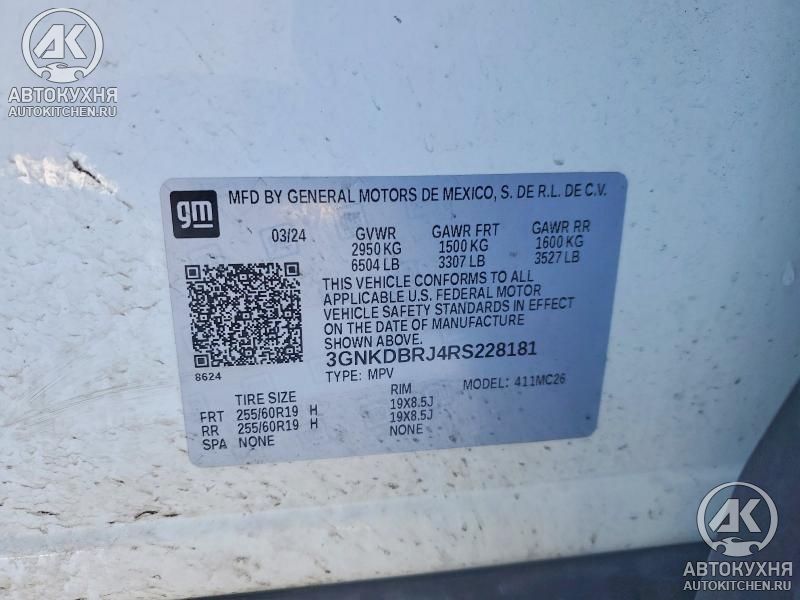 AK
АВТОКУХНЯ
AUTOKITCHEN.RU
gm
MFD BY GENERAL MOTORS DE MEXICO, S. DE R.L. DE C.V.
03/24 GVWR GAWR FRT GAWR RR
2950 KG 1500 KG 1600 KG
6504 LB 3307 LB 3527 LB
THIS VEHICLE CONFORMS TO ALL
APPLICABLE U.S. FEDERAL MOTOR
VEHICLE SAFETY STANDARDS IN EFFECT
ON THE DATE OF MANUFACTURE
SHOWN ABOVE.
3GNKDBRJ4RS228181
8624 TYPE: MPV MODEL: 411MC26
TIRE SIZE RIM
FRT 255/60R19 H 19X8.5J
RR 255/60R19 H 19X8.5J
SPA NONE NONE
AK
АВТОКУХНЯ
AUTOKITCHEN.RU